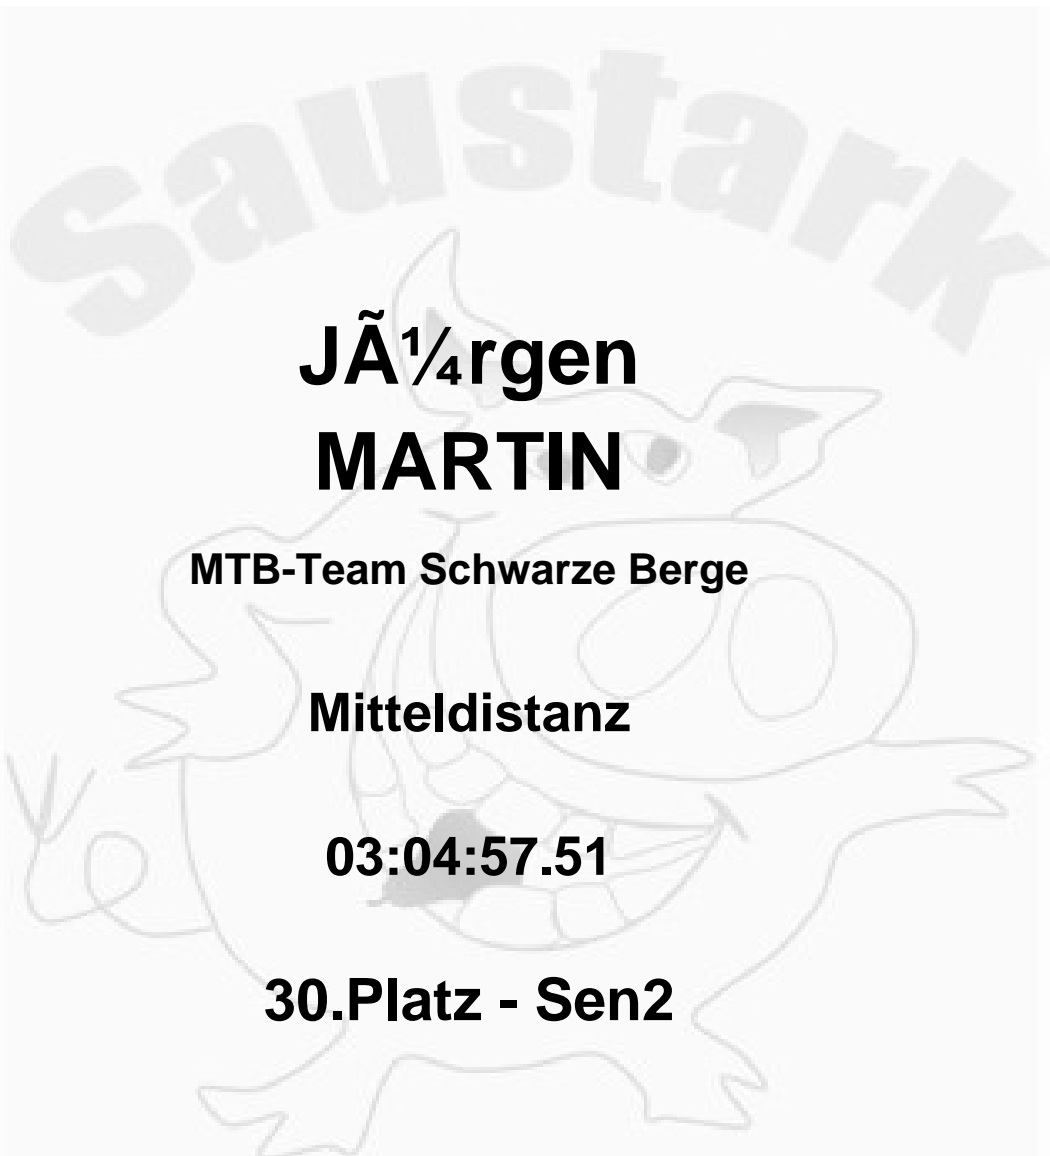 Saustark
JÃ¼rgen
MARTIN
MTB-Team Schwarze Berge
Mitteldistanz
03:04:57.51
30.Platz - Sen2